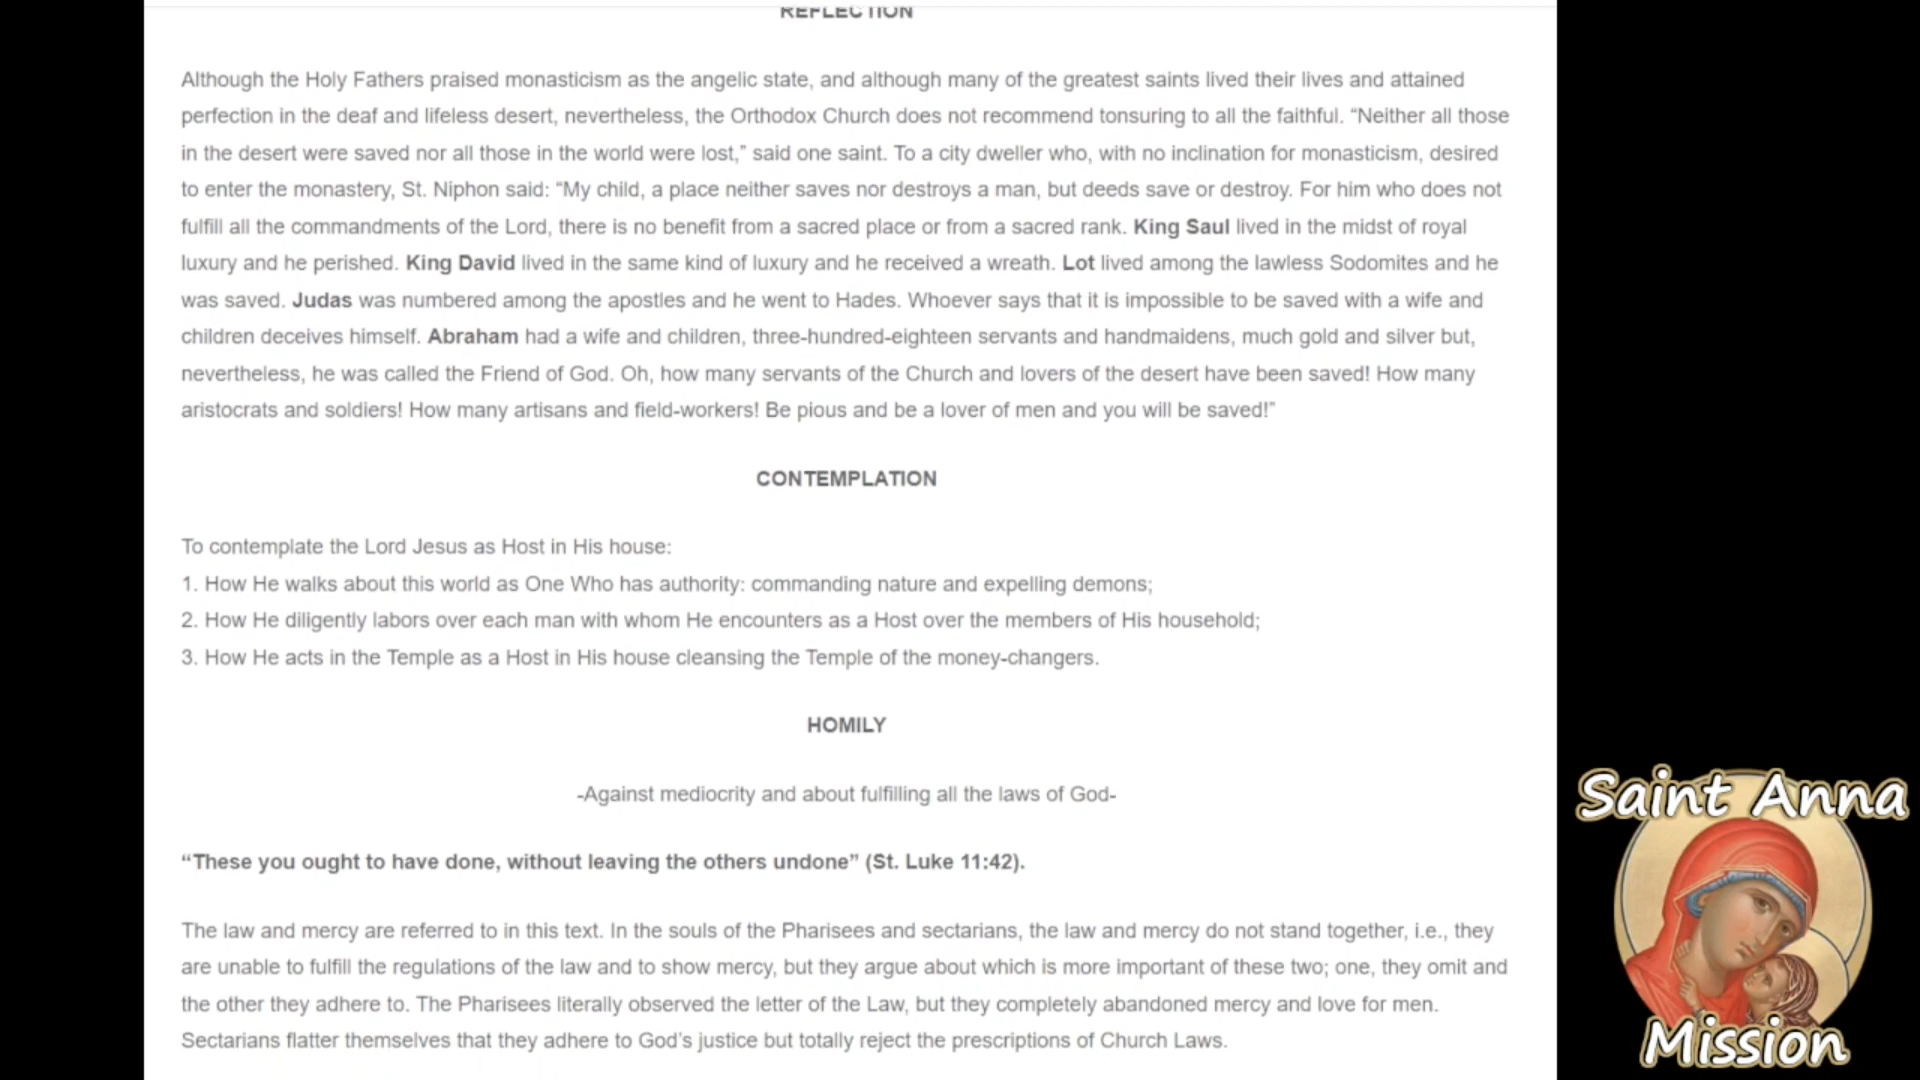 REFLECTION
Although the Holy Fathers praised monasticism as the angelic state, and although many of the greatest saints lived their lives and attained
perfection in the deaf and lifeless desert, nevertheless, the Orthodox Church does not recommend tonsuring to all the faithful. “Neither all those
in the desert were saved nor all those in the world were lost,” said one saint. To a city dweller who, with no inclination for monasticism, desired
to enter the monastery, St. Niphon said: “My child, a place neither saves nor destroys a man, but deeds save or destroy. For him who does not
fulfill all the commandments of the Lord, there is no benefit from a sacred place or from a sacred rank. King Saul lived in the midst of royal
luxury and he perished. King David lived in the same kind of luxury and he received a wreath. Lot lived among the lawless Sodomites and he
was saved. Judas was numbered among the apostles and he went to Hades. Whoever says that it is impossible to be saved with a wife and
children deceives himself. Abraham had a wife and children, three-hundred-eighteen servants and handmaidens, much gold and silver but,
nevertheless, he was called the Friend of God. Oh, how many servants of the Church and lovers of the desert have been saved! How many
aristocrats and soldiers! How many artisans and field-workers! Be pious and be a lover of men and you will be saved!”
CONTEMPLATION
To contemplate the Lord Jesus as Host in His house:
1. How He walks about this world as One Who has authority: commanding nature and expelling demons;
2. How He diligently labors over each man with whom He encounters as a Host over the members of His household;
3. How He acts in the Temple as a Host in His house cleansing the Temple of the money-changers.
HOMILY
-Against mediocrity and about fulfilling all the laws of God-
“These you ought to have done, without leaving the others undone” (St. Luke 11:42).
The law and mercy are referred to in this text. In the souls of the Pharisees and sectarians, the law and mercy do not stand together, i.e., they
are unable to fulfill the regulations of the law and to show mercy, but they argue about which is more important of these two; one, they omit and
the other they adhere to. The Pharisees literally observed the letter of the Law, but they completely abandoned mercy and love for men.
Sectarians flatter themselves that they adhere to God’s justice but totally reject the prescriptions of Church Laws.
Saint Anna
Mission